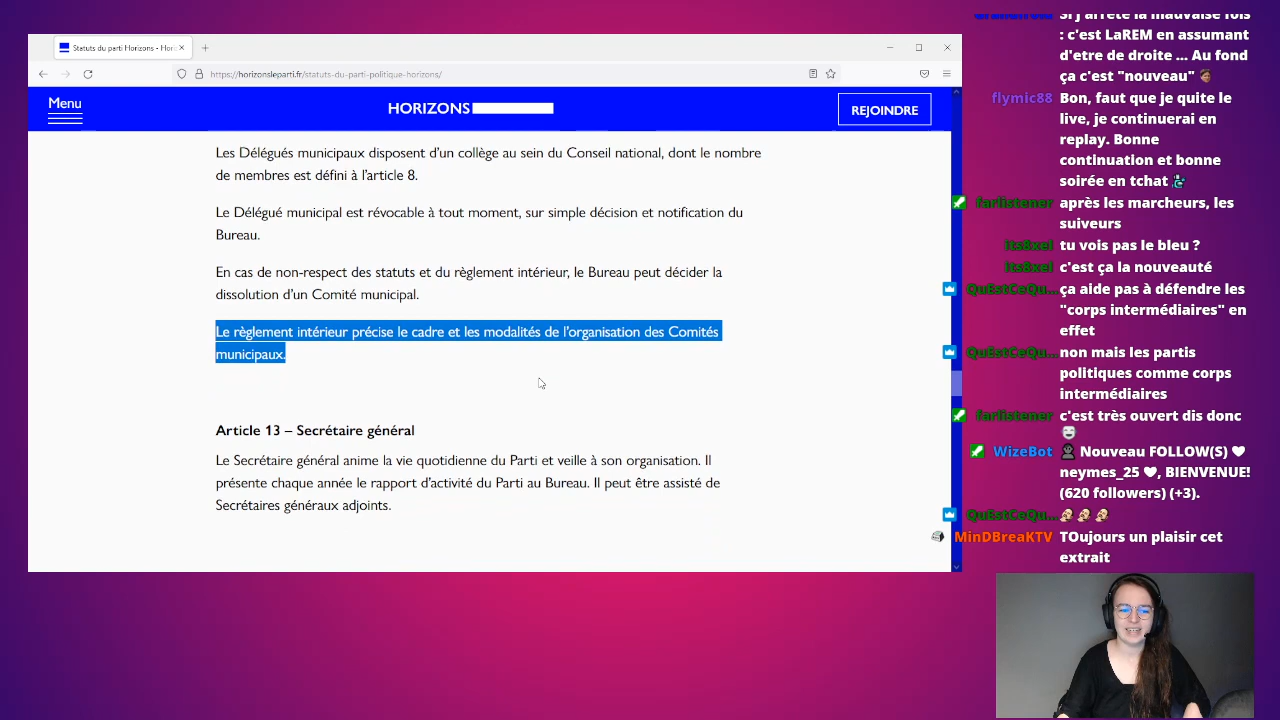 Statuts du parti Horizons - Hor
https://horizonsleparti.fr/statuts-du-parti-politique-horizons/
Menu
HORIZONS
REJOINDRE
Les Délégués municipaux disposent d'un collège au sein du Conseil national, dont le nombre
de membres est défini à l'article 8.
Le Délégué municipal est révocable à tout moment, sur simple décision et notification du
Bureau.
En cas de non-respect des statuts et du règlement intérieur, le Bureau peut décider la
dissolution d'un Comité municipal.
Le règlement intérieur précise le cadre et les modalités de l'organisation des Comités
municipaux.
Article 13 – Secrétaire général
Le Secrétaire général anime la vie quotidienne du Parti et veille à son organisation. Il
présente chaque année le rapport d'activité du Parti au Bureau. Il peut être assisté de
Secrétaires généraux adjoints.
Si j'arrête la mauvaise fois
: c'est LaREM en assumant
d'etre de droite ... Au fond
ça c'est "nouveau"
flymic88 Bon, faut que je quite le
live, je continuerai en
replay. Bonne
continuation et bonne
soirée en tchat
farlistener après les marcheurs, les
suiveurs
Its8xel tu vois pas le bleu ?
Its8xel c'est ça la nouveauté
QuEstCeQu... ça aide pas à défendre les
"corps intermédiaires" en
effet
QuEstCeQu... non mais les partis
politiques comme corps
intermédiaires
farlistener c'est très ouvert dis donc
WizeBot Nouveau FOLLOW(S) ♥
neymes_25 ♥, BIENVENUE!
(620 followers) (+3).
QuEstCeQu...
MinDBreaKTV TOujours un plaisir cet
extrait